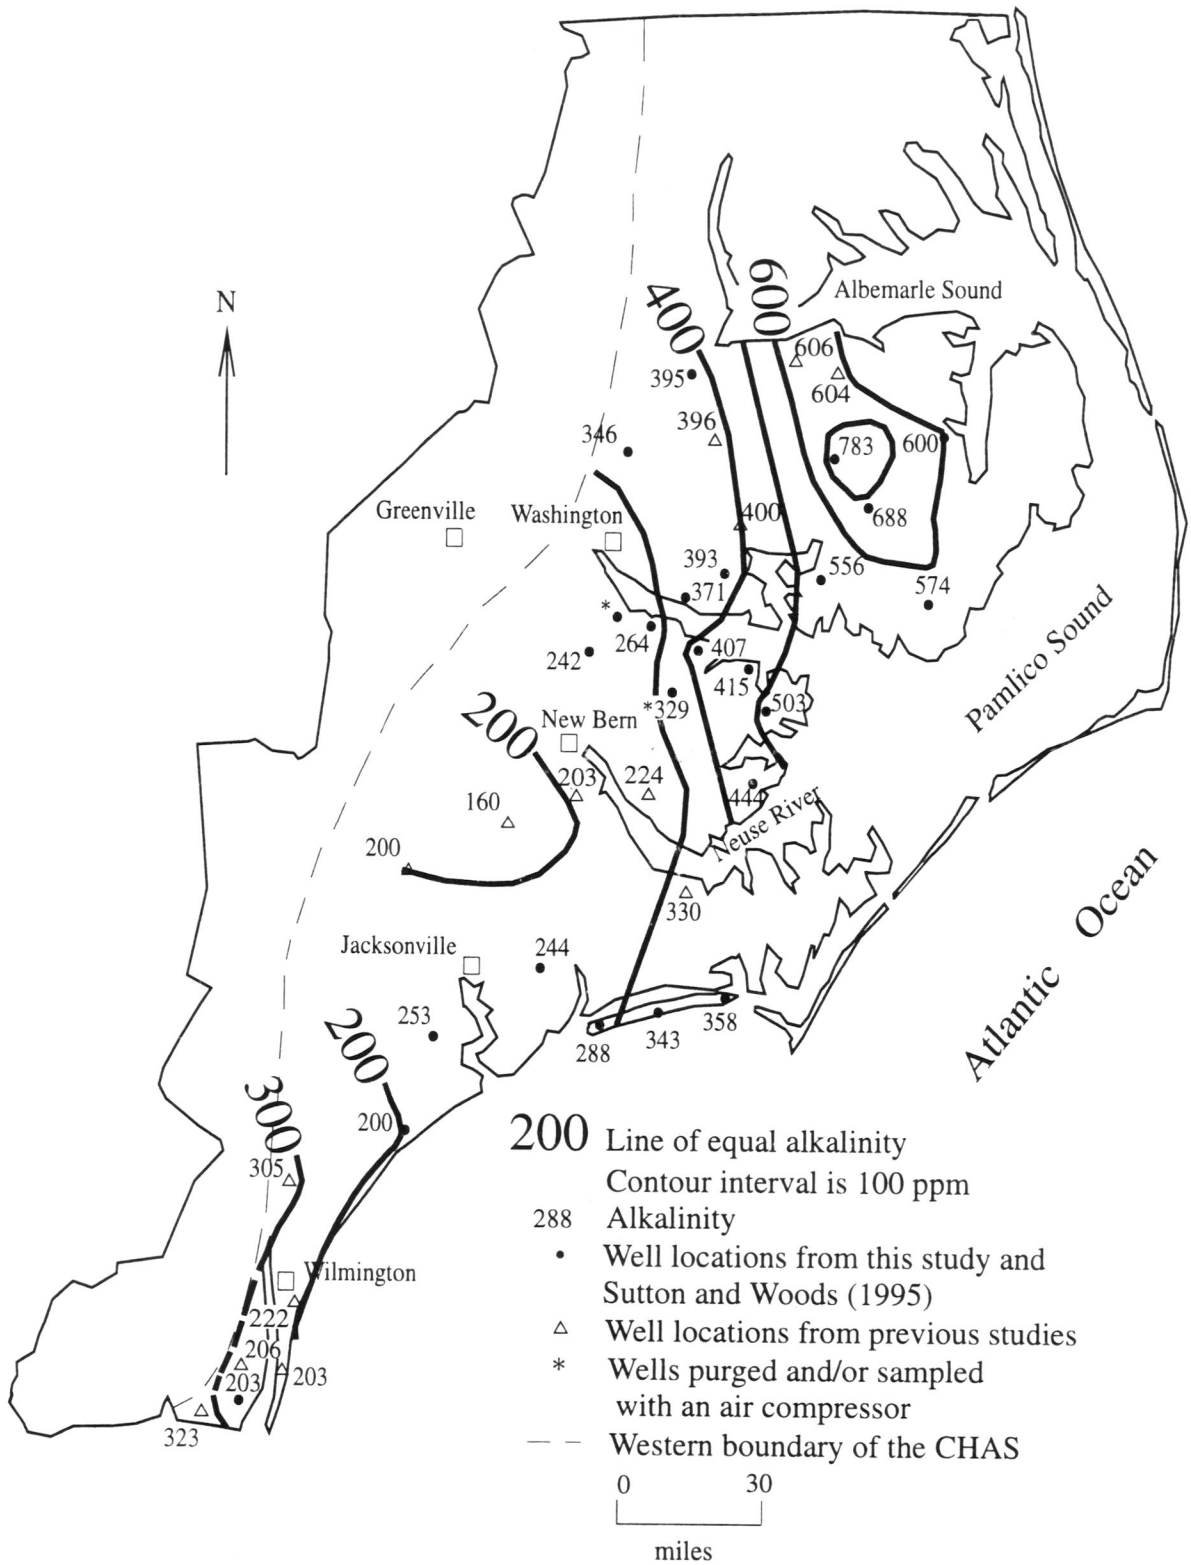 Albemarle Sound
N
600
400
606
395
604
396
346
783
600
Greenville
Washington
400
688
393
556
371
574
*
264
407
242
415
Pamlico Sound
*329
503
200
New Bern
203
224
444
160
Neuse River
200
330
Atlantic Ocean
Jacksonville
244
253
358
343
288
200
300
200
305
Wilmington
222
206
203
203
323
200 Line of equal alkalinity
Contour interval is 100 ppm
288 Alkalinity
Well locations from this study and
Sutton and Woods (1995)
Well locations from previous studies
* Wells purged and/or sampled
with an air compressor
Western boundary of the CHAS
0 30
miles